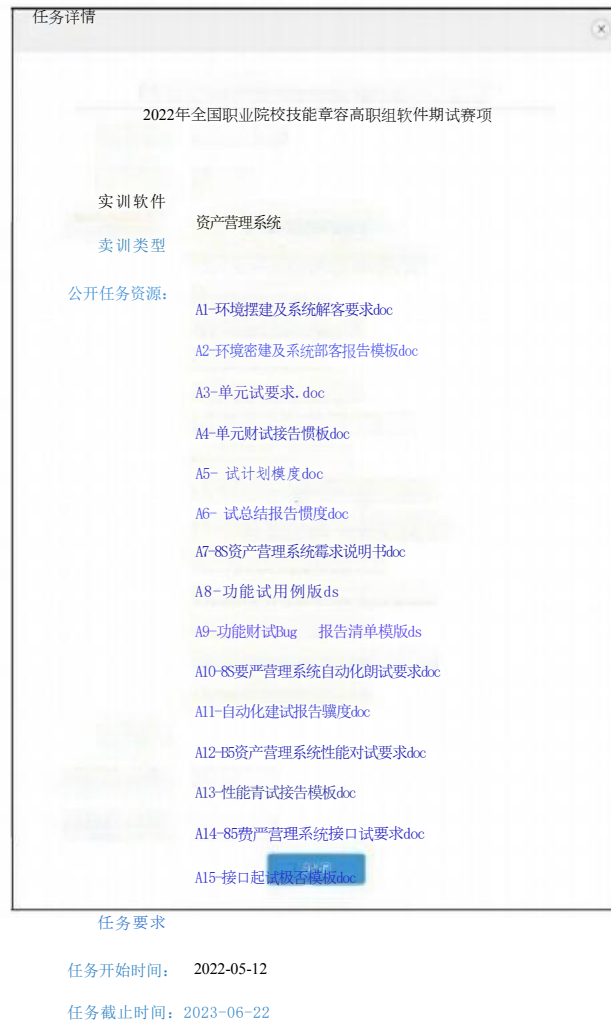 任务详情
2022年全国职业院校技能章容高职组软件期试赛项
实训软件
资产营理系统
卖训类型
公开任务资源:
A1-环境摆建及系统解客要求doc
A2-环境密建及系统部客报告模板doc
A3-单元试要求.doc
A4-单元财试接告惯板doc
A5- 试计划模度doc
A6- 试总结报告惯度doc
A7-8S资产营理系统霉求说明书doc
A8-功能试用例版ds
A9-功能财试Bug 报告清单模版ds
A10-8S要严营理系统自动化朗试要求doc
A11-自动化建试报告骥度doc
A12-B5资产营理系统性能对试要求doc
A13-性能青试接告模板doc
A14-85费严营理系统接口试要求doc
A15-接口起试极否模板doc
任务要求
任务开始时间: 2022-05-12
任务截止时间: 2023-06-22